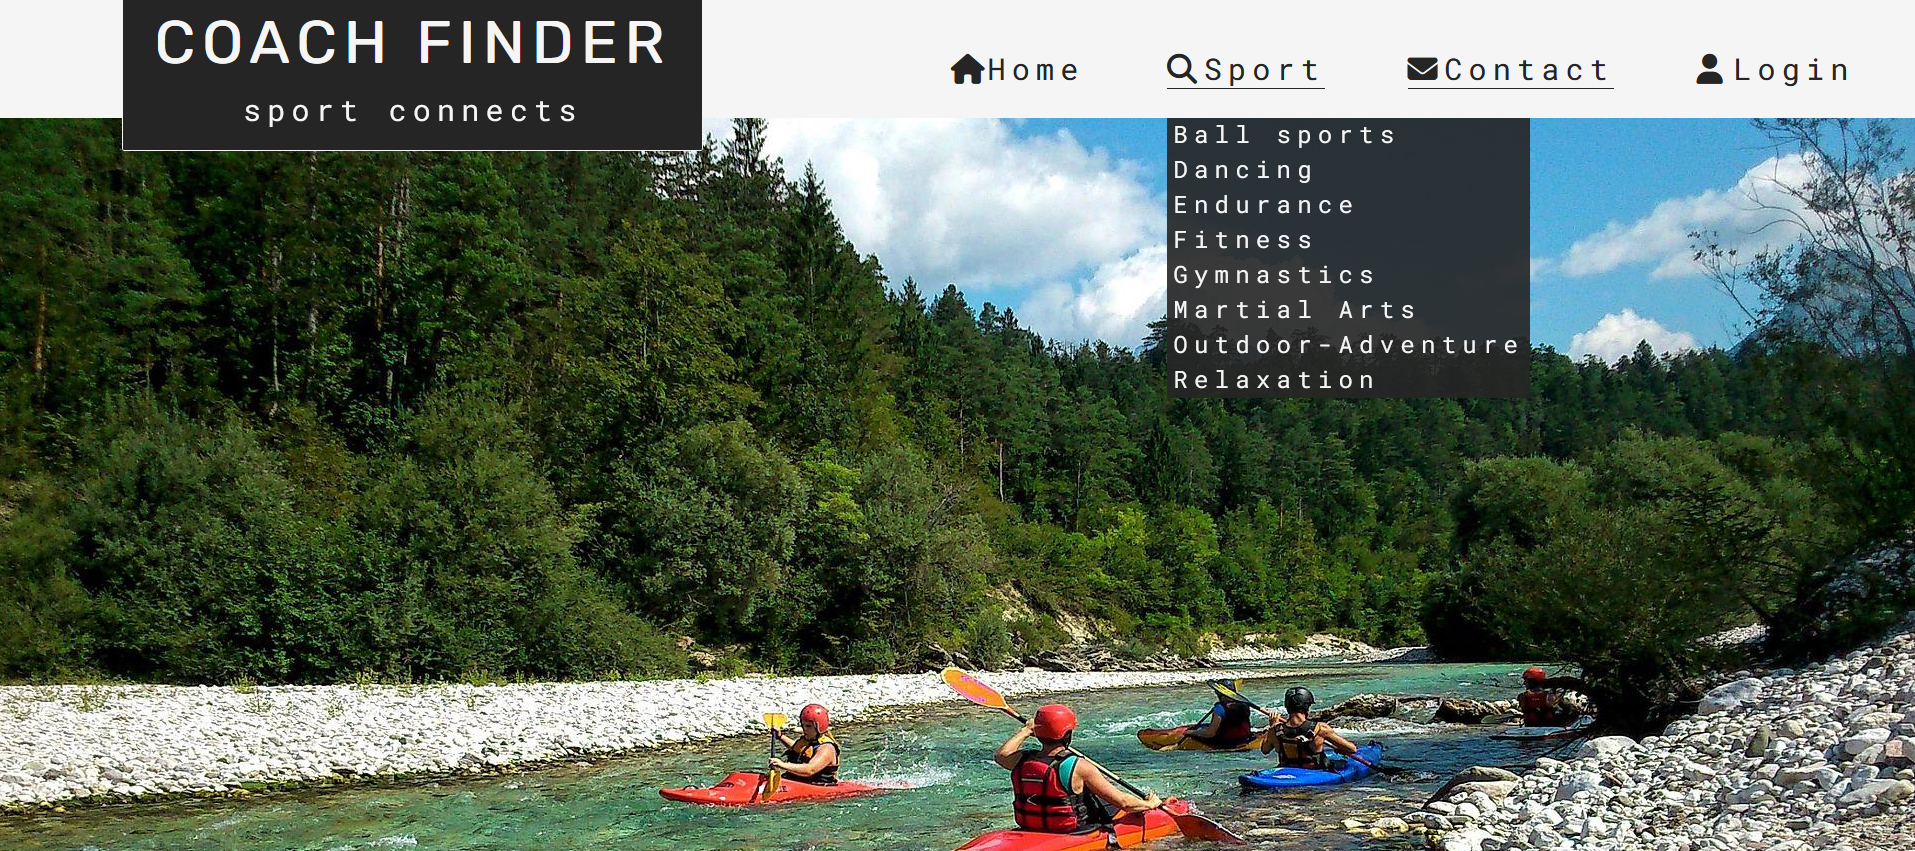 COACH FINDER
sport connects
Home Sport Contact Login
Ball sports
Dancing
Endurance
Fitness
Gymnastics
Martial Arts
Outdoor-Adventure
Relaxation